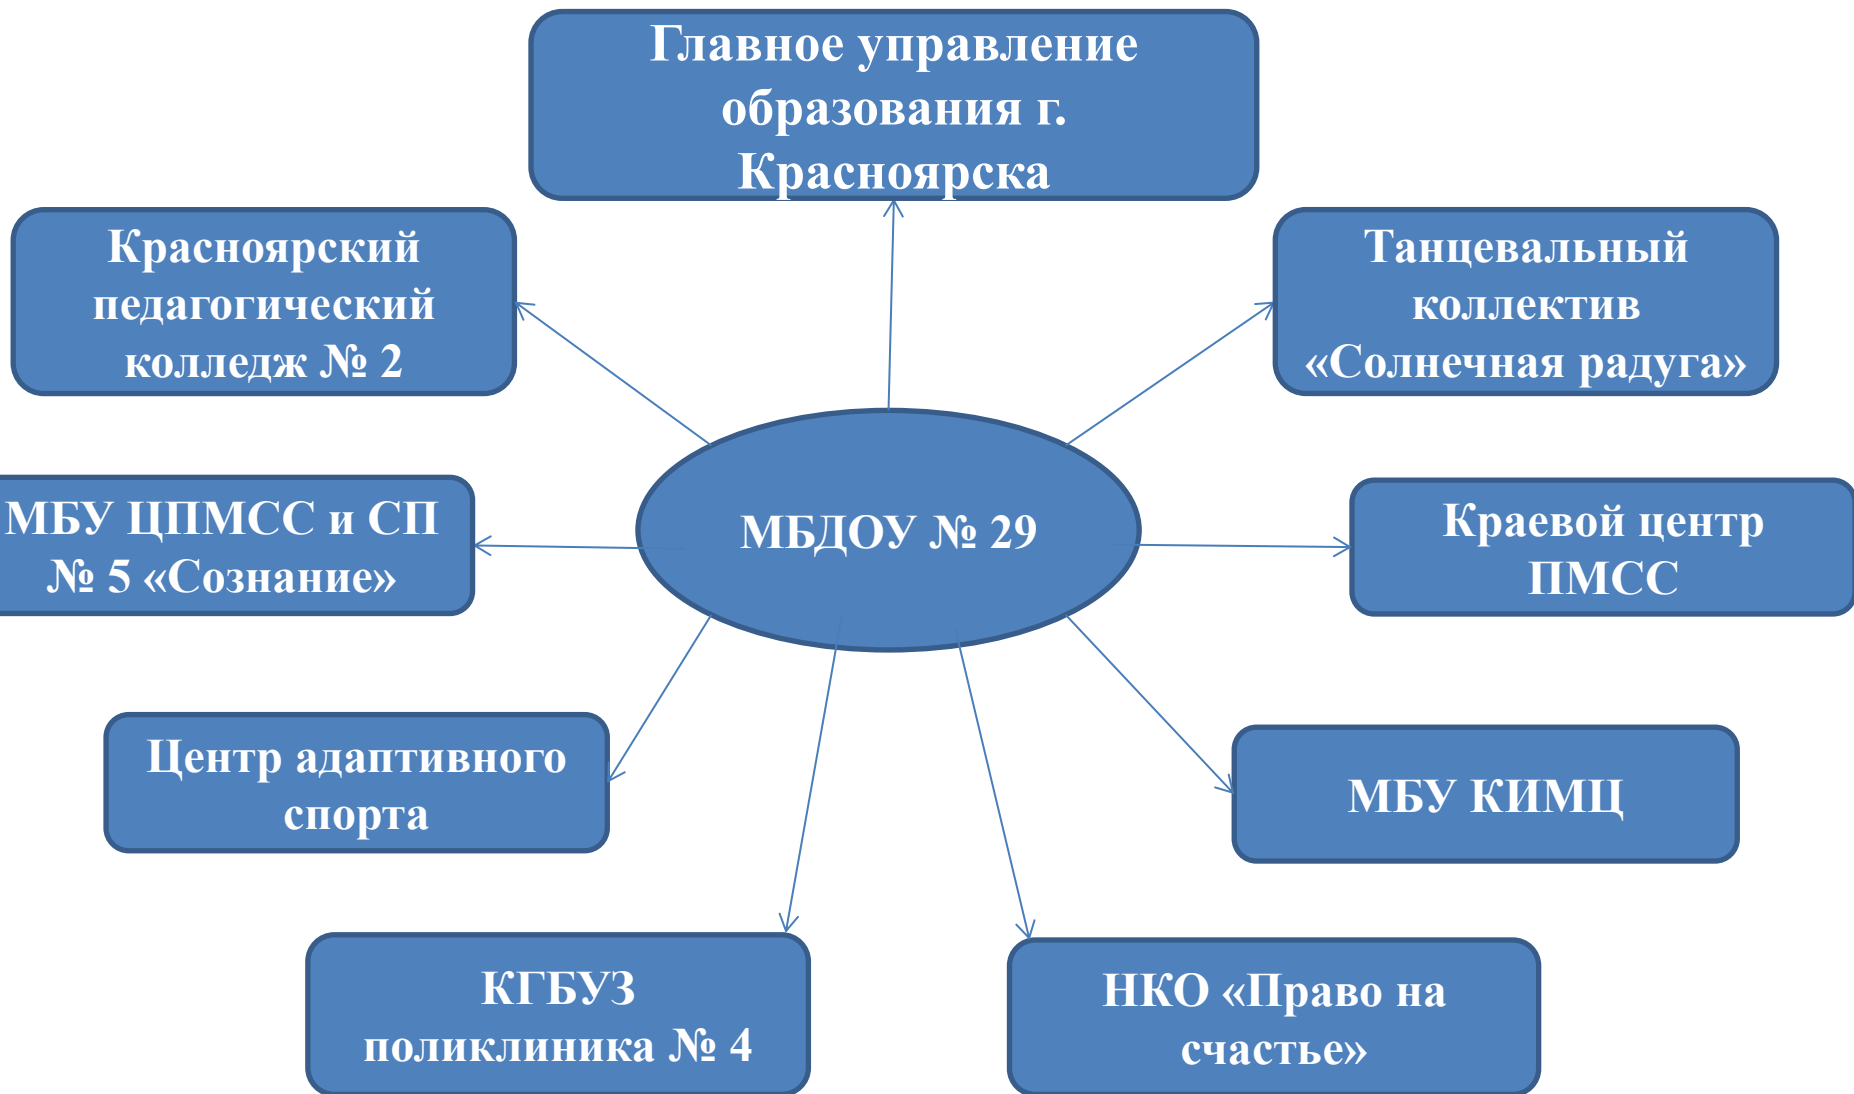 Главное управление
образования г.
Красноярска
Красноярский
педагогический
колледж № 2
Танцевальный
коллектив
«Солнечная радуга»
МБУ ЦПМСС и СП
№ 5 «Сознание»
МБДОУ № 29
Краевой центр
ПМСС
Центр адаптивного
спорта
МБУ КИМЦ
КГБУЗ
поликлиника № 4
НКО «Право на
счастье»